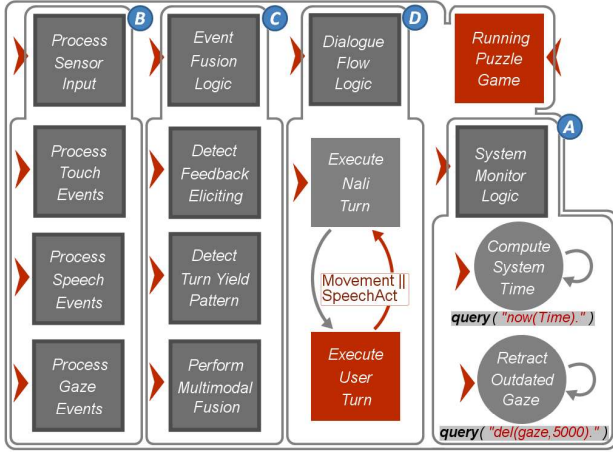 B
Process
Sensor
Input
Process
Touch
Events
Process
Speech
Events
Process
Gaze
Events
C
Event
Fusion
Logic
Detect
Feedback
Eliciting
Detect
Turn Yield
Pattern
Perform
Multimodal
Fusion
D
Dialogue
Flow
Logic
Execute
Nali
Turn
Movement ||
SpeechAct
Execute
User
Turn
Running
Puzzle
Game
A
System
Monitor
Logic
Compute
System
Time
query( "now(Time)." )
Retract
Outdated
Gaze
query( "del(gaze,5000)." )